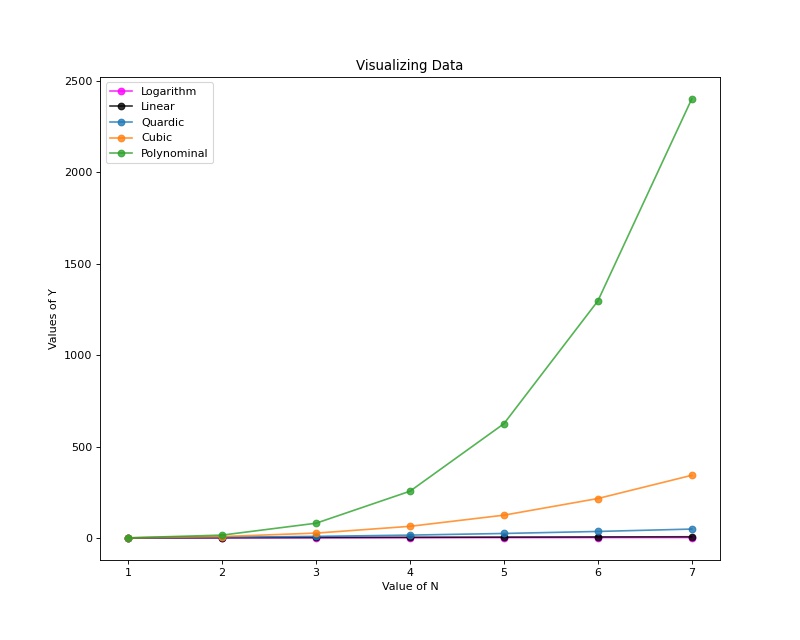 Visualizing Data
2500
2000
1500
1000
500
0
Values of Y
Logarithm
Linear
Quardic
Cubic
Polynominal
1 2 3 4 5 6 7
Value of N